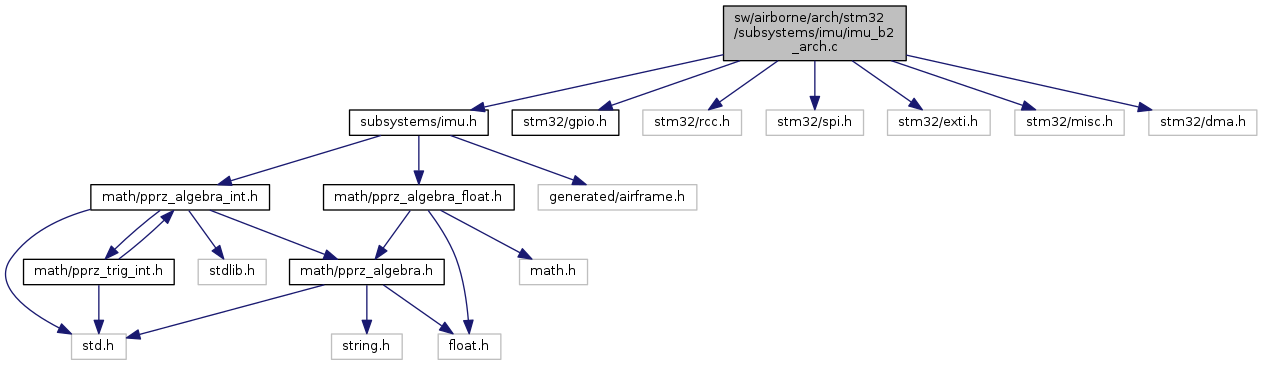 sw/airborne/arch/stm32
/subsystems/imu/imu_b2
_arch.c
subsystems/imu.h
stm32/gpio.h
stm32/rcc.h
stm32/spi.h
stm32/exti.h
stm32/misc.h
stm32/dma.h
math/pprz_algebra_int.h
math/pprz_algebra_float.h
generated/airframe.h
math/pprz_trig_int.h
stdlib.h
math/pprz_algebra.h
math.h
std.h
string.h
float.h